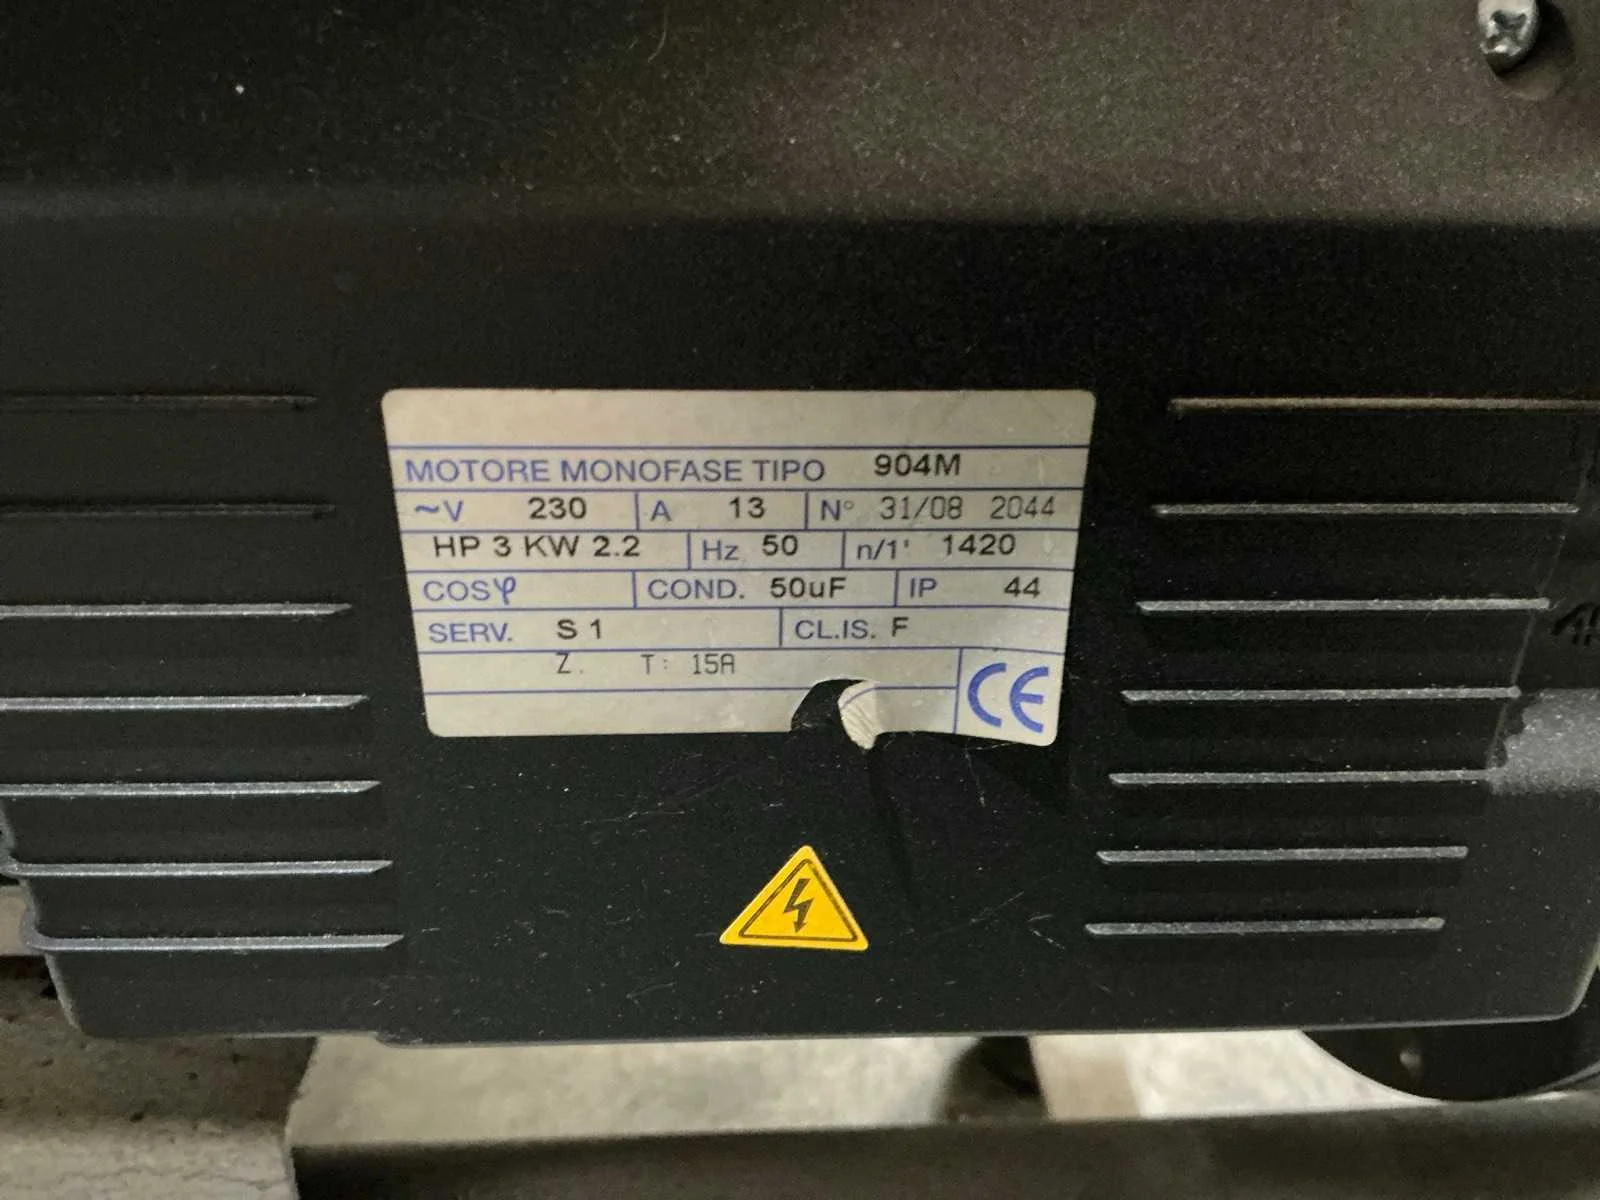 MOTORE MONOFASE TIPO 904M
~V 230 A 13 N° 31/08 2044
HP 3 KW 2.2 Hz 50 n/1' 1420
COSφ COND. 50uF IP 44
SERV. S 1 CL.IS. F
Z. T: 15A
CE